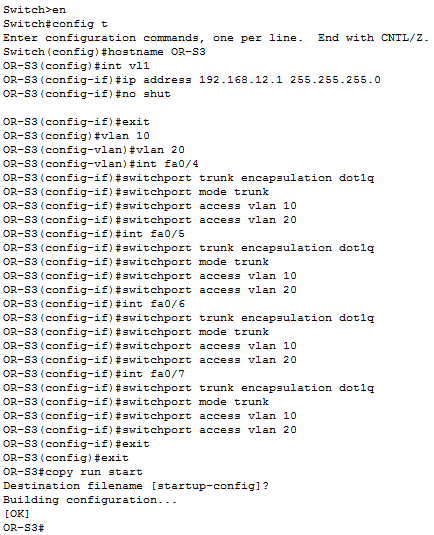 Switch>en
Switch#config t
Enter configuration commands, one per line.  End with CNTL/Z.
Switch(config)#hostname OR-S3
OR-S3(config)#int vl1
OR-S3(config-if)#ip address 192.168.12.1 255.255.255.0
OR-S3(config-if)#no shut

OR-S3(config-if)#exit
OR-S3(config)#vlan 10
OR-S3(config-vlan)#vlan 20
OR-S3(config-vlan)#int fa0/4
OR-S3(config-if)#switchport trunk encapsulation dot1q
OR-S3(config-if)#switchport mode trunk
OR-S3(config-if)#switchport access vlan 10
OR-S3(config-if)#switchport access vlan 20
OR-S3(config-if)#int fa0/5
OR-S3(config-if)#switchport trunk encapsulation dot1q
OR-S3(config-if)#switchport mode trunk
OR-S3(config-if)#switchport access vlan 10
OR-S3(config-if)#switchport access vlan 20
OR-S3(config-if)#int fa0/6
OR-S3(config-if)#switchport trunk encapsulation dot1q
OR-S3(config-if)#switchport mode trunk
OR-S3(config-if)#switchport access vlan 10
OR-S3(config-if)#switchport access vlan 20
OR-S3(config-if)#int fa0/7
OR-S3(config-if)#switchport trunk encapsulation dot1q
OR-S3(config-if)#switchport mode trunk
OR-S3(config-if)#switchport access vlan 10
OR-S3(config-if)#switchport access vlan 20
OR-S3(config-if)#exit
OR-S3(config)#exit
OR-S3#copy run start
Destination filename [startup-config]?
Building configuration...
[OK]
OR-S3#